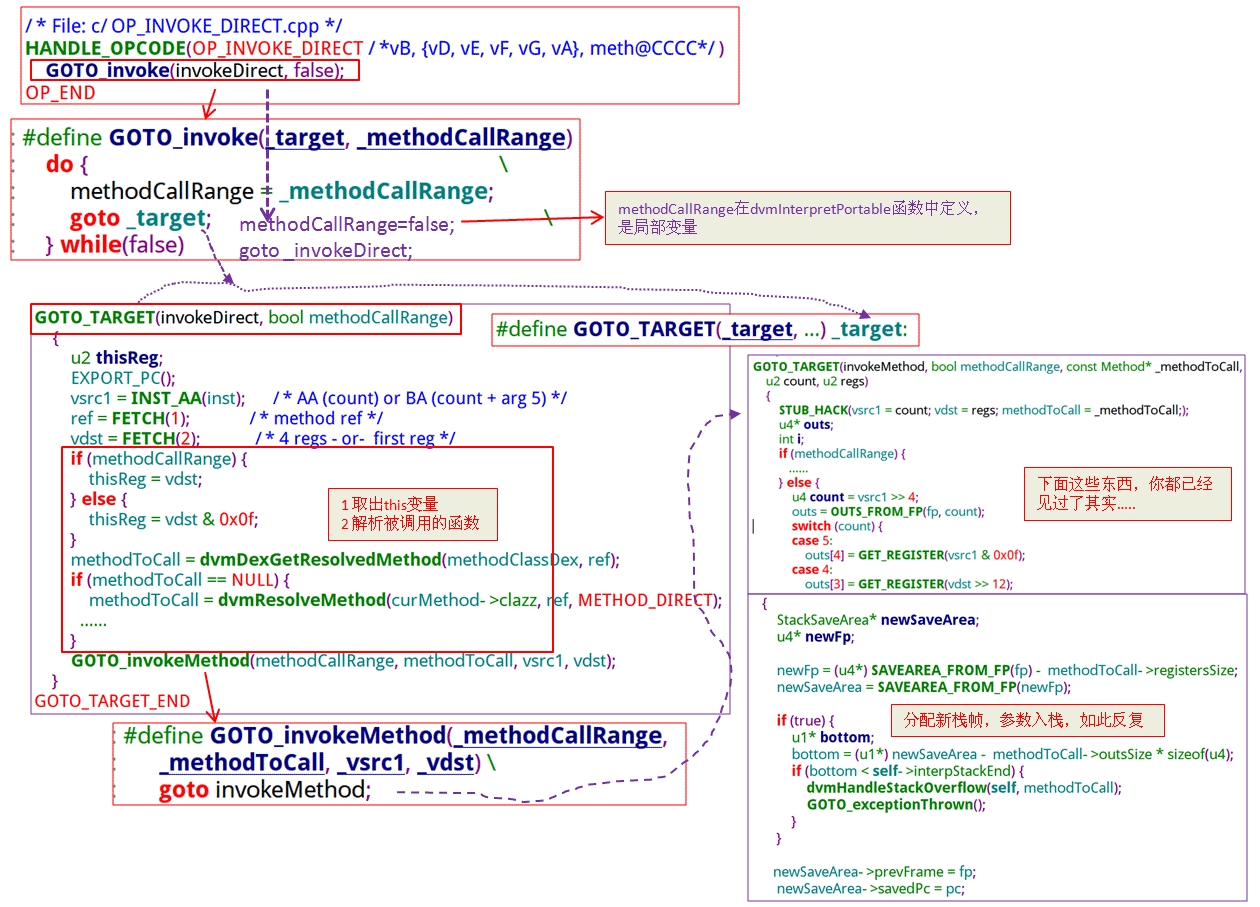 / * File: c/ OP_INVOKE_DIRECT.cpp */
HANDLE_OPCODE(OP_INVOKE_DIRECT / *vB, {vD, vE, vF, vG, vA}, meth@CCCC*/ )
GOTO_invoke(invokeDirect, false);
OP_END
: #define GOTO_invoke(_target, _methodCallRange)
: do { \
: methodCallRange = _methodCallRange;
: goto _target; \
: } while(false)
methodCallRange=false;
goto _invokeDirect;
methodCallRange在dvmInterpretPortable函数中定义，
是局部变量
GOTO_TARGET(invokeDirect, bool methodCallRange)
{
u2 thisReg;
EXPORT_PC();
vsrc1 = INST_AA(inst); / * AA (count) or BA (count + arg 5) */
ref = FETCH(1); / * method ref */
vdst = FETCH(2); / * 4 regs - or- first reg */
if (methodCallRange) {
thisReg = vdst;
} else {
thisReg = vdst & 0x0f;
}
methodToCall = dvmDexGetResolvedMethod(methodClassDex, ref);
if (methodToCall == NULL) {
methodToCall = dvmResolveMethod(curMethod- >clazz, ref, METHOD_DIRECT);
......
}
GOTO_invokeMethod(methodCallRange, methodToCall, vsrc1, vdst);
}
GOTO_TARGET_END
1 取出this变量
2 解析被调用的函数
#define GOTO_TARGET(_target, ...) _target:
: #define GOTO_invokeMethod(_methodCallRange,
: _methodToCall, _vsrc1, _vdst) \
: goto invokeMethod;
GOTO_TARGET(invokeMethod, bool methodCallRange, const Method* _methodToCall,
u2 count, u2 regs)
{
STUB_HACK(vsrc1 = count; vdst = regs; methodToCall = _methodToCall;);
u4* outs;
int i;
if (methodCallRange) {
......
} else {
u4 count = vsrc1 >> 4;
outs = OUTS_FROM_FP(fp, count);
switch (count) {
case 5:
outs[4] = GET_REGISTER(vsrc1 & 0x0f);
case 4:
outs[3] = GET_REGISTER(vdst >> 12);
下面这些东西，你都已经
见过了其实.....
{
StackSaveArea* newSaveArea;
u4* newFp;
newFp = (u4*) SAVEAREA_FROM_FP(fp) - methodToCall- >registersSize;
newSaveArea = SAVEAREA_FROM_FP(newFp);
if (true) {
u1* bottom;
bottom = (u1*) newSaveArea - methodToCall- >outsSize * sizeof(u4);
if (bottom < self- >interpStackEnd) {
dvmHandleStackOverflow(self, methodToCall);
GOTO_exceptionThrown();
}
}
newSaveArea- >prevFrame = fp;
newSaveArea- >savedPc = pc;
分配新栈帧，参数入栈，如此反复